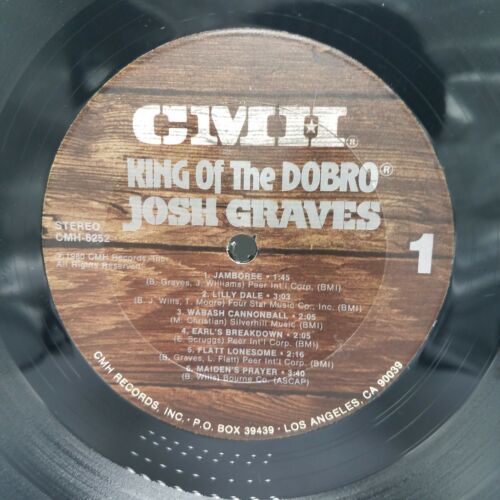 CMH®
KING Of The DOBRO®
JOSH GRAVES
STEREO
CMH-6252
1
℗ 1980 CMH Records, Inc.
All Rights Reserved
1. JAMBOREE • 1:45
(B. Graves, J. Williams) Peer Int'l Corp. (BMI)
2. LILLY DALE • 3:03
(B. J. Wills, T. Moore) Four Star Music Co., Inc. (BMI)
3. WABASH CANNONBALL • 2:05
(M. Christian) Silverhill Music (BMI)
4. EARL'S BREAKDOWN • 2:05
(E. Scruggs) Peer Int'l Corp. (BMI)
5. FLATT LONESOME • 2:16
(B. Graves, L. Flatt) Peer Int'l Corp. (BMI)
6. MAIDEN'S PRAYER • 3:40
(B. Wills) Bourne Co. (ASCAP)
CMH RECORDS, INC. • P.O. BOX 39439 • LOS ANGELES, CA 90039